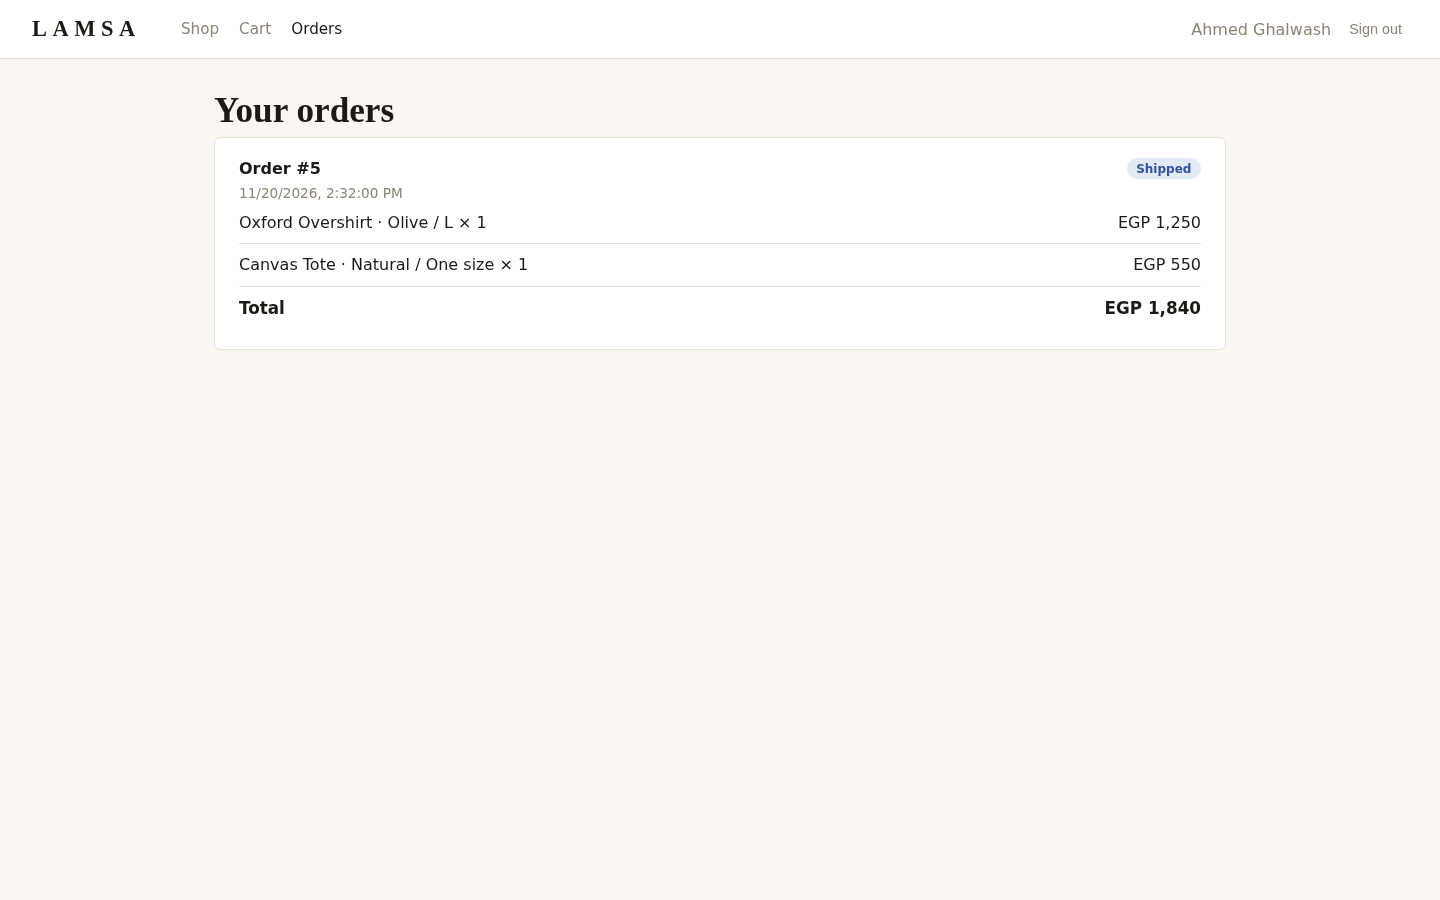 LAMSA Shop Cart Orders Ahmed Ghalwash Sign out
Your orders
Order #5 Shipped
11/20/2026, 2:32:00 PM
Oxford Overshirt · Olive / L × 1 EGP 1,250
Canvas Tote · Natural / One size × 1 EGP 550
Total EGP 1,840